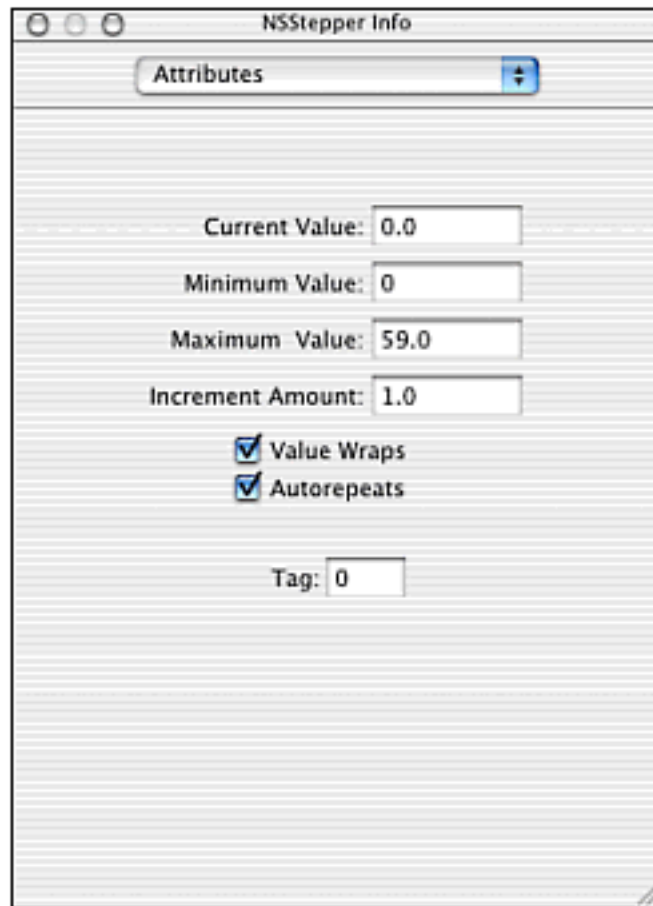 NSStepper Info
Attributes
Current Value: 0.0
Minimum Value: 0
Maximum Value: 59.0
Increment Amount: 1.0
Value Wraps
Autorepeats
Tag: 0